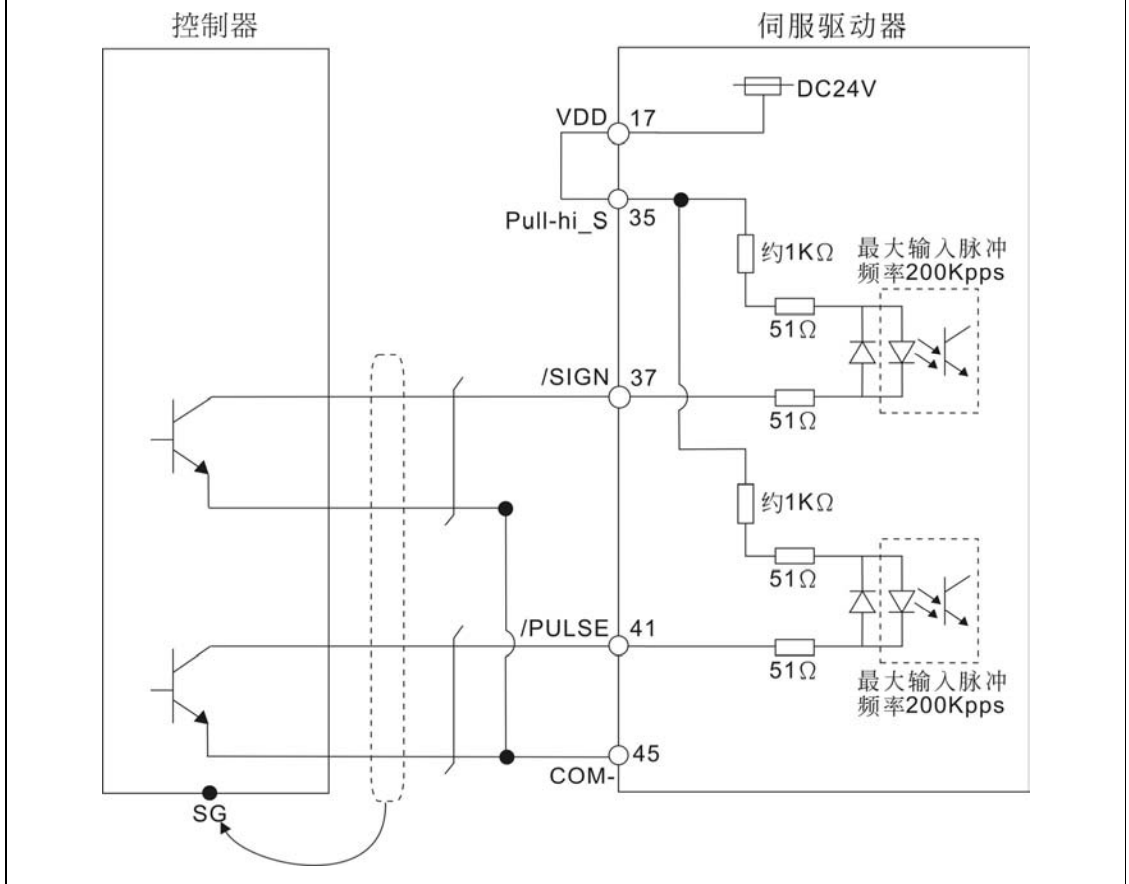 控制器
伺服驱动器
DC24V
VDD 17
Pull-hi_S 35
约1KΩ
最大输入脉冲
频率200Kpps
51Ω
/SIGN 37
51Ω
约1KΩ
51Ω
/PULSE 41
51Ω
最大输入脉冲
频率200Kpps
45
COM-
SG